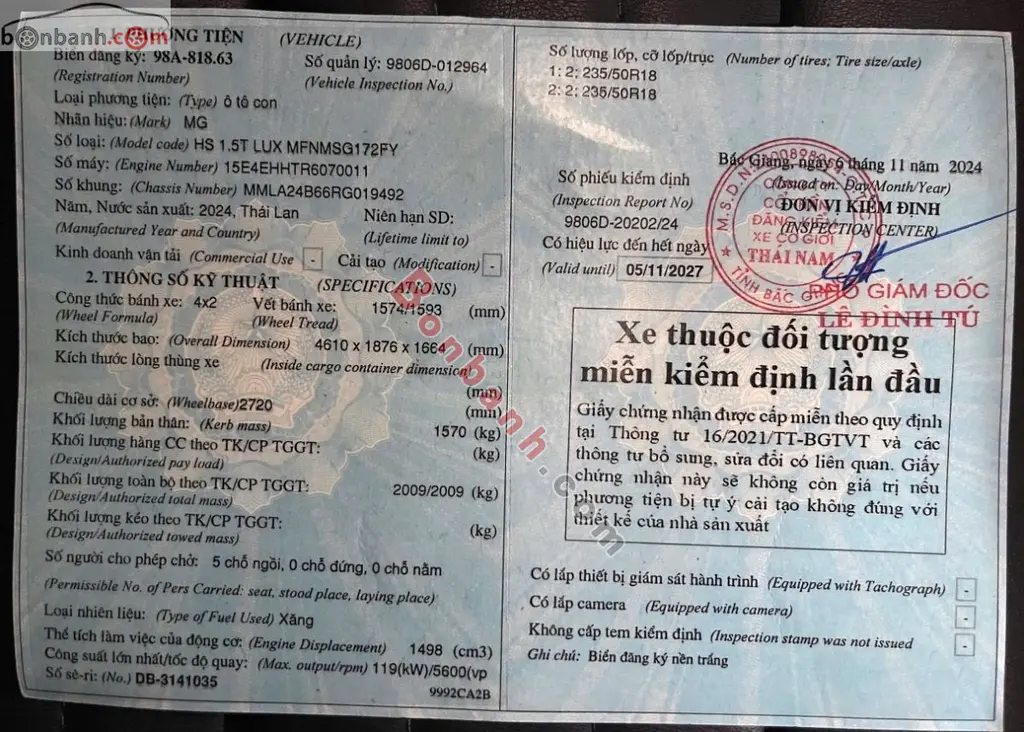 bonbanh.com
PHƯƠNG TIỆN (VEHICLE)
Biển đăng ký: 98A-818.63
Số quản lý: 9806D-012964
(Registration Number)
(Vehicle Inspection No.)
Loại phương tiện: (Type) ô tô con
Nhãn hiệu: (Mark) MG
Số loại: (Model code) HS 1.5T LUX MFNMSG172FY
Số máy: (Engine Number) 15E4EHHTR6070011
Số khung: (Chassis Number) MMLA24B66RG019492
Năm, Nước sản xuất: 2024, Thái Lan
Niên hạn SD:
(Manufactured Year and Country)
(Lifetime limit to)
Kinh doanh vận tải (Commercial Use - Cải tạo (Modification) -
2. THÔNG SỐ KỸ THUẬT (SPECIFICATIONS)
Công thức bánh xe: 4x2
Vết bánh xe: 1574/1593 (mm)
(Wheel Formula)
(Wheel Tread)
Kích thước bao: (Overall Dimension) 4610 x 1876 x 1664 (mm)
Kích thước lòng thùng xe (Inside cargo container dimension)
(mm)
Chiều dài cơ sở: (Wheelbase)2720 (mm)
Khối lượng bản thân: (Kerb mass) 1570 (kg)
Khối lượng hàng CC theo TK/CP TGGT: (kg)
(Design/Authorized pay load)
Khối lượng toàn bộ theo TK/CP TGGT: 2009/2009 (kg)
(Design/Authorized total mass)
Khối lượng kéo theo TK/CP TGGT: (kg)
(Design/Authorized towed mass)
Số người cho phép chở: 5 chỗ ngồi, 0 chỗ đứng, 0 chỗ nằm
(Permissible No. of Pers Carried: seat, stood place, laying place)
Loại nhiên liệu: (Type of Fuel Used) Xăng
Thể tích làm việc của động cơ: (Engine Displacement) 1498 (cm3)
Công suất lớn nhất/tốc độ quay: (Max. output/rpm) 119(kW)/5600(vp
Số sê-ri: (No.) DB-3141035
9992CA2B
Số lượng lốp, cỡ lốp/trục (Number of tires; Tire size/axle)
1: 2; 235/50R18
2: 2; 235/50R18
Bắc Giang, ngày 6 tháng 11 năm 2024
(Issued on: Day/Month/Year)
Số phiếu kiểm định
ĐƠN VỊ KIỂM ĐỊNH
(Inspection Report No)
(INSPECTION CENTER)
9806D-20202/24
Có hiệu lực đến hết ngày
(Valid until) 05/11/2027
ĐĂNG KIỂM
XE CƠ GIỚI
THÁI NAM
PHÓ GIÁM ĐỐC
LÊ ĐÌNH TÚ
Xe thuộc đối tượng
miễn kiểm định lần đầu
Giấy chứng nhận được cấp miễn theo quy định
tại Thông tư 16/2021/TT-BGTVT và các
thông tư bổ sung, sửa đổi có liên quan. Giấy
chứng nhận này sẽ không còn giá trị nếu
phương tiện bị tự ý cải tạo không đúng với
thiết kế của nhà sản xuất
Có lắp thiết bị giám sát hành trình (Equipped with Tachograph) -
Có lắp camera (Equipped with camera) -
Không cấp tem kiểm định (Inspection stamp was not issued -
Ghi chú: Biển đăng ký nền trắng
Bonbanh.com